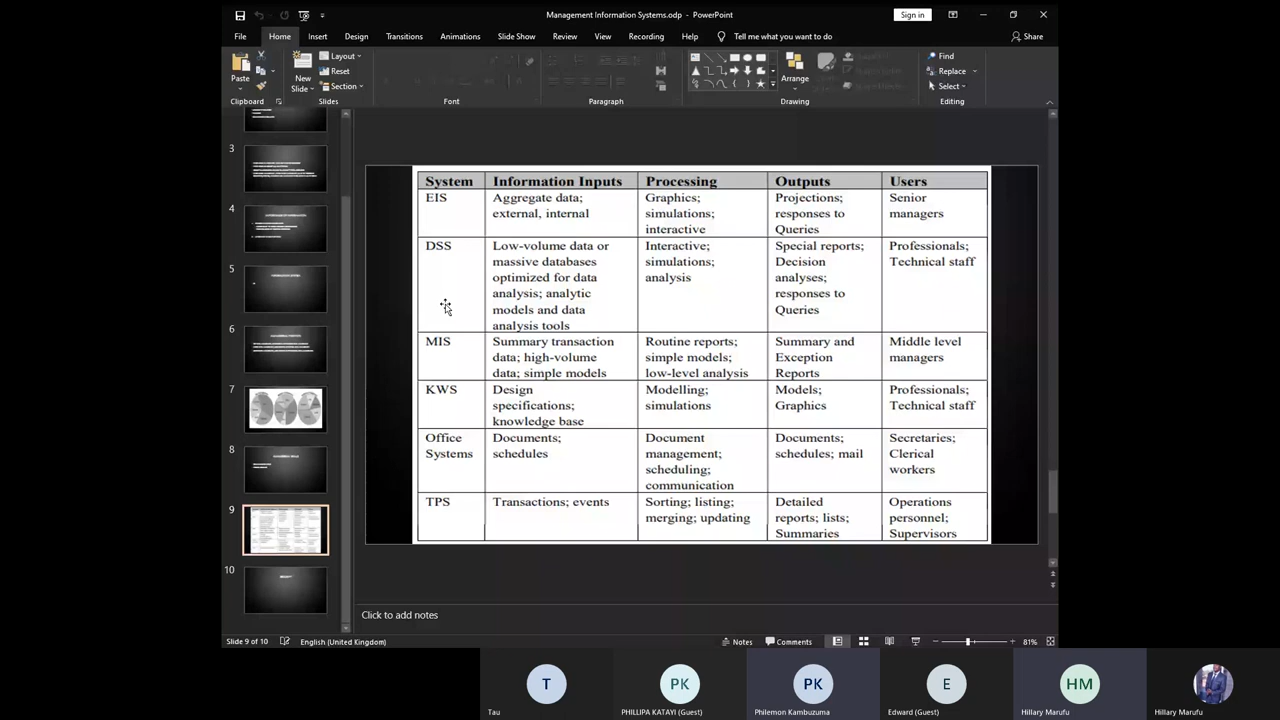 Management Information Systems.odp - PowerPoint
Sign in
File Home Insert Design Transitions Animations Slide Show Review View Recording Help Tell me what you want to do Share
Paste
Clipboard
New
Slide
Layout
Reset
Section
Slides
Font
Paragraph
Arrange
Drawing
Find
Replace
Select
Editing
3
4
5
6
7
8
9
10
System Information Inputs Processing Outputs Users
EIS Aggregate data; Graphics; Projections; Senior
external, internal simulations; responses to managers
interactive Queries
DSS Low-volume data or Interactive; Special reports; Professionals;
massive databases simulations; Decision Technical staff
optimized for data analysis analyses;
analysis; analytic responses to
models and data Queries
analysis tools
MIS Summary transaction Routine reports; Summary and Middle level
data; high-volume simple models; Exception managers
data; simple models low-level analysis Reports
KWS Design Modelling; Models; Professionals;
specifications; simulations Graphics Technical staff
knowledge base
Office Documents; Document Documents; Secretaries;
Systems schedules management; schedules; mail Clerical
scheduling; workers
communication
TPS Transactions; events Sorting; listing; Detailed Operations
merging; updating reports; lists; personnel;
Summaries Supervisors
Click to add notes
Slide 9 of 10 English (United Kingdom) Notes Comments 81%
T PK PK E HM
Tau PHILLIPA KATAYI (Guest) Philemon Kambuzuma Edward (Guest) Hillary Marufu Hillary Marufu